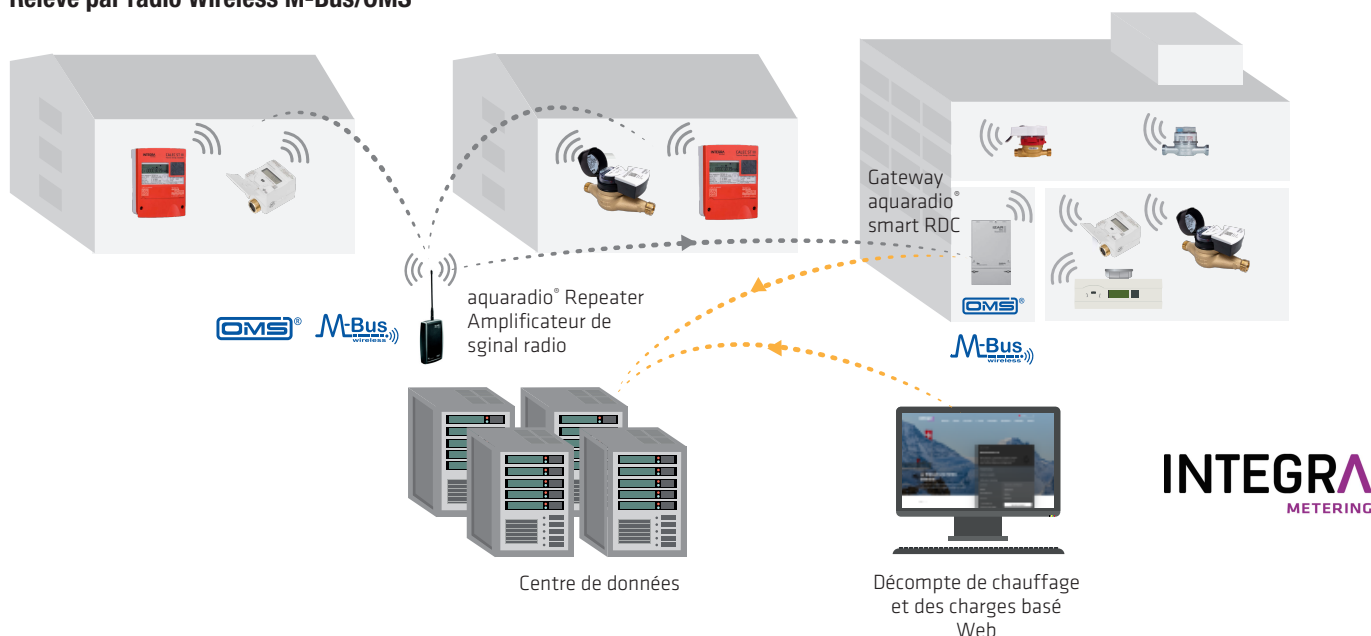 Relevé par radio Wireless M-Bus/OMS
Gateway
aquaradio®
smart RDC
aquaradio® Repeater
Amplificateur de
sginal radio
OMS® M-Bus
wireless
OMS®
M-Bus
wireless
Centre de données
Décompte de chauffage
et des charges basé
Web
INTEGRA
METERING